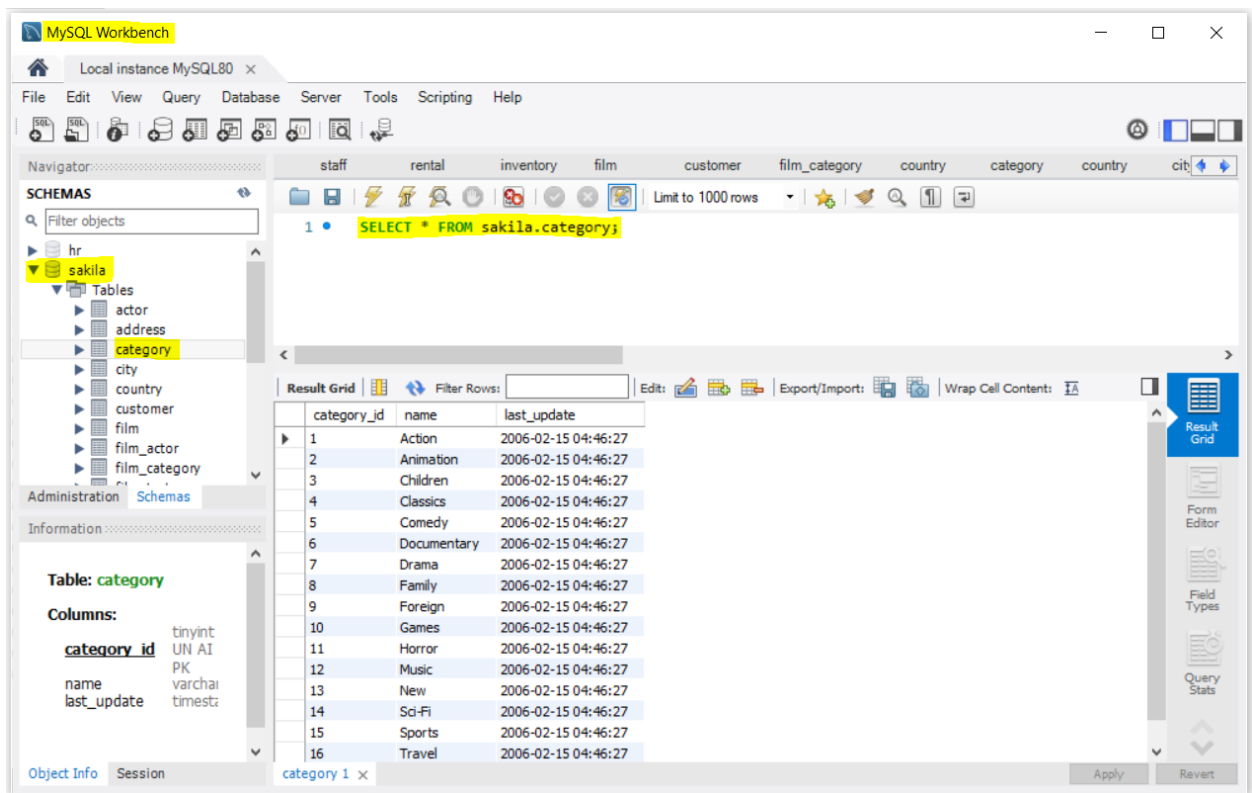 MySQL Workbench
Local instance MySQL80
File Edit View Query Database Server Tools Scripting Help
Navigator
SCHEMAS
Filter objects
hr
sakila
Tables
actor
address
category
city
country
customer
film
film_actor
film_category
Administration Schemas
Information
Table: category
Columns:
category_id tinyint UN AI PK
name varchar
last_update timest
Object Info Session
staff rental inventory film customer film_category country category country city
Limit to 1000 rows
1 SELECT * FROM sakila.category;
Result Grid Filter Rows: Edit: Export/Import: Wrap Cell Content:
category_id name last_update
1 Action 2006-02-15 04:46:27
2 Animation 2006-02-15 04:46:27
3 Children 2006-02-15 04:46:27
4 Classics 2006-02-15 04:46:27
5 Comedy 2006-02-15 04:46:27
6 Documentary 2006-02-15 04:46:27
7 Drama 2006-02-15 04:46:27
8 Family 2006-02-15 04:46:27
9 Foreign 2006-02-15 04:46:27
10 Games 2006-02-15 04:46:27
11 Horror 2006-02-15 04:46:27
12 Music 2006-02-15 04:46:27
13 New 2006-02-15 04:46:27
14 Sci-Fi 2006-02-15 04:46:27
15 Sports 2006-02-15 04:46:27
16 Travel 2006-02-15 04:46:27
Result
Grid
Form
Editor
Field
Types
Query
Stats
category 1
Apply Revert